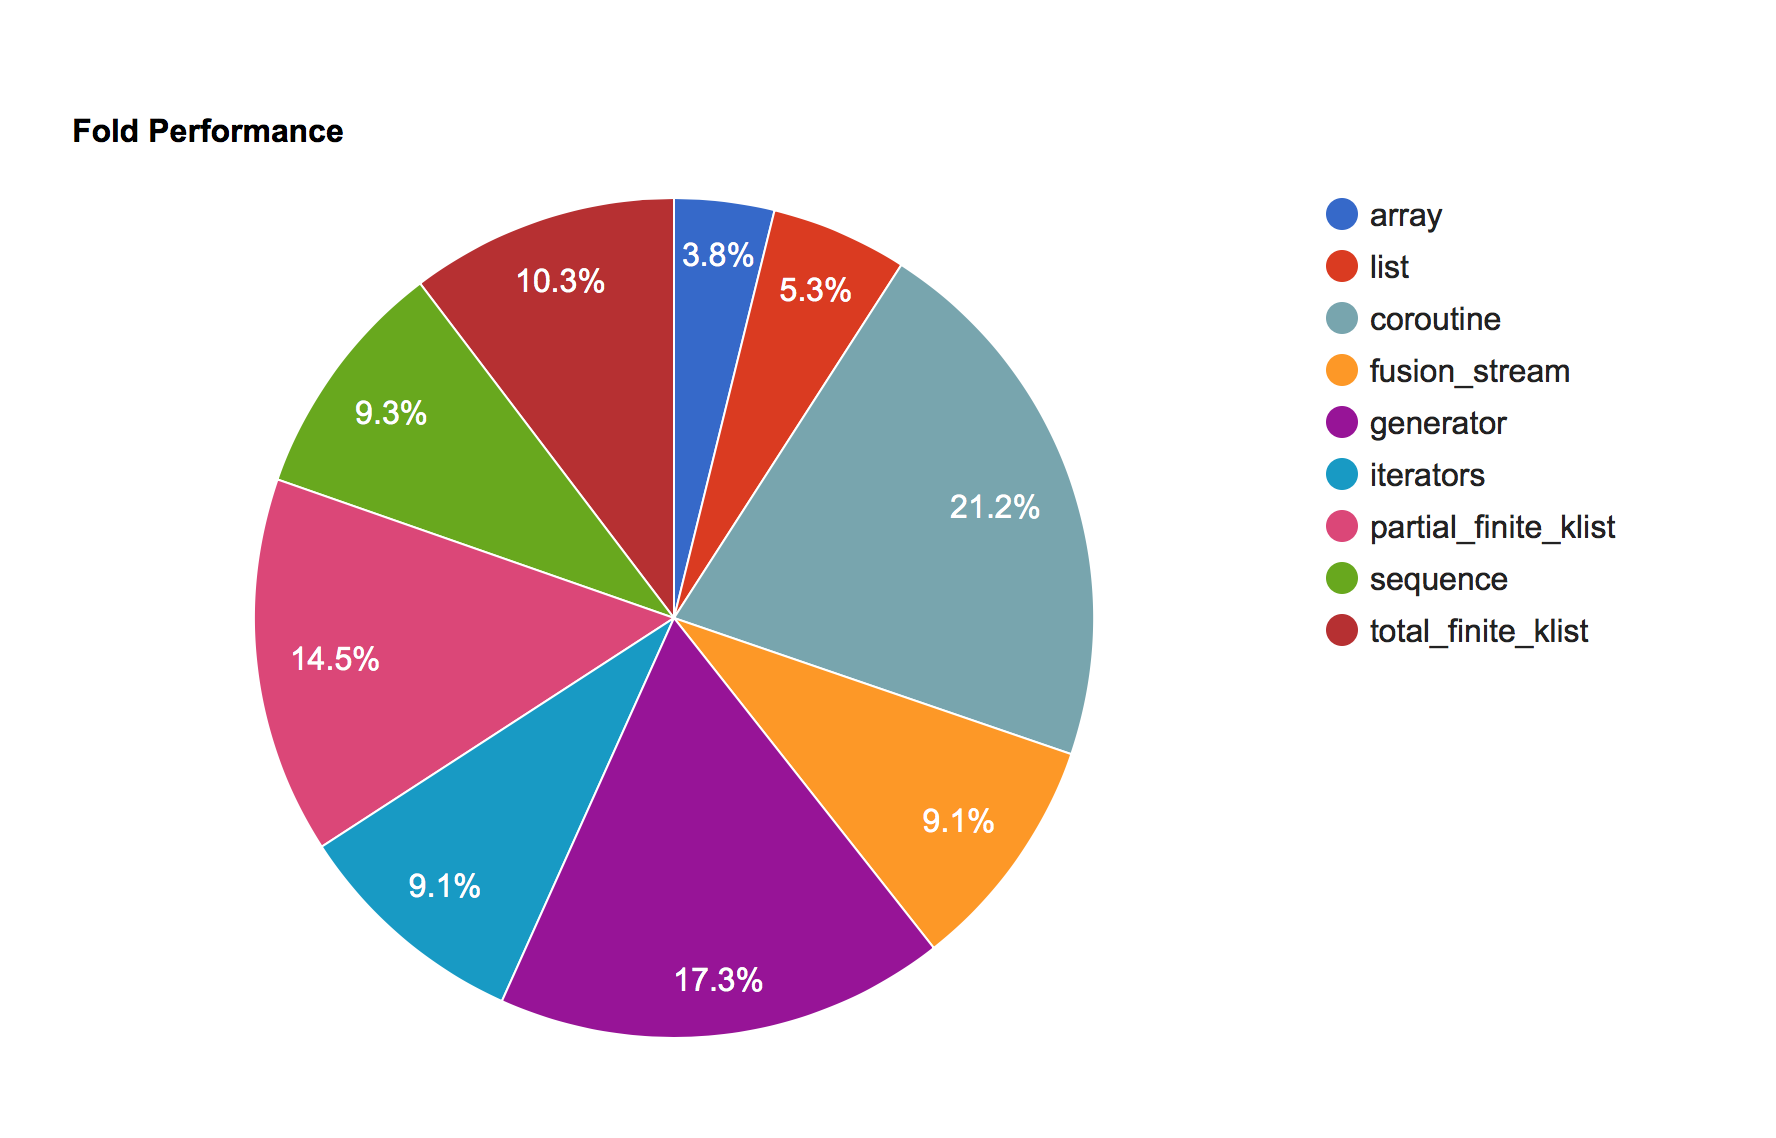 Fold Performance
3.8%
5.3%
21.2%
9.1%
17.3%
9.1%
14.5%
9.3%
10.3%
array
list
coroutine
fusion_stream
generator
iterators
partial_finite_klist
sequence
total_finite_klist